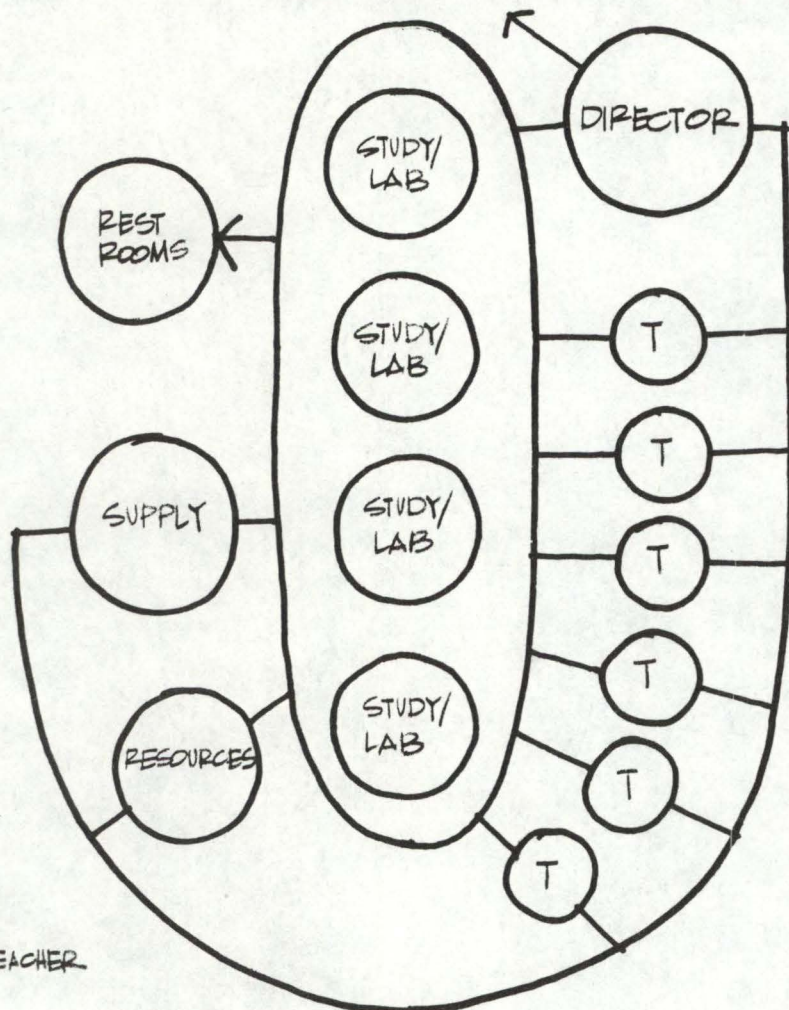 DIRECTOR
STUDY/
LAB
REST
ROOMS
STUDY/
LAB
T
T
SUPPLY
STUDY/
LAB
T
T
STUDY/
LAB
RESOURCES
T
T